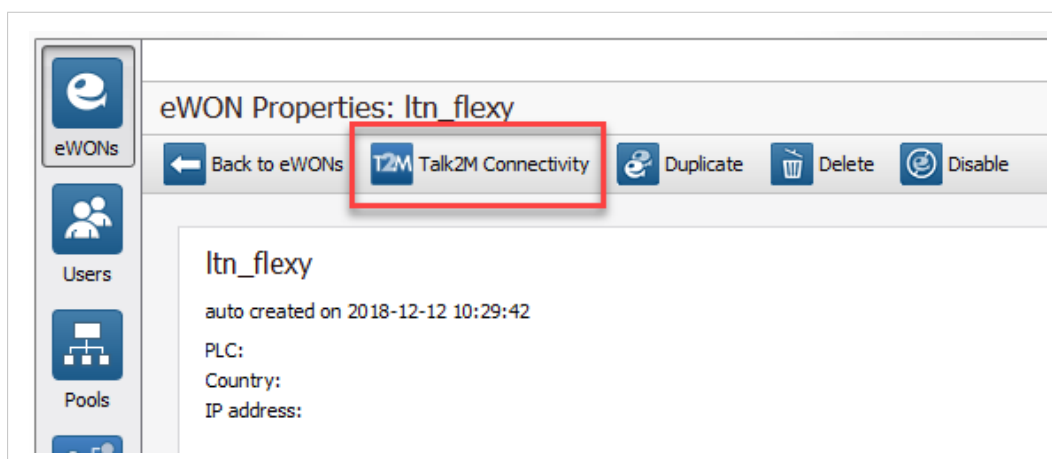 eWONs
Users
Pools
eWON Properties: ltn_flexy
Back to eWONs T2M Talk2M Connectivity Duplicate Delete Disable
ltn_flexy
auto created on 2018-12-12 10:29:42
PLC:
Country:
IP address: